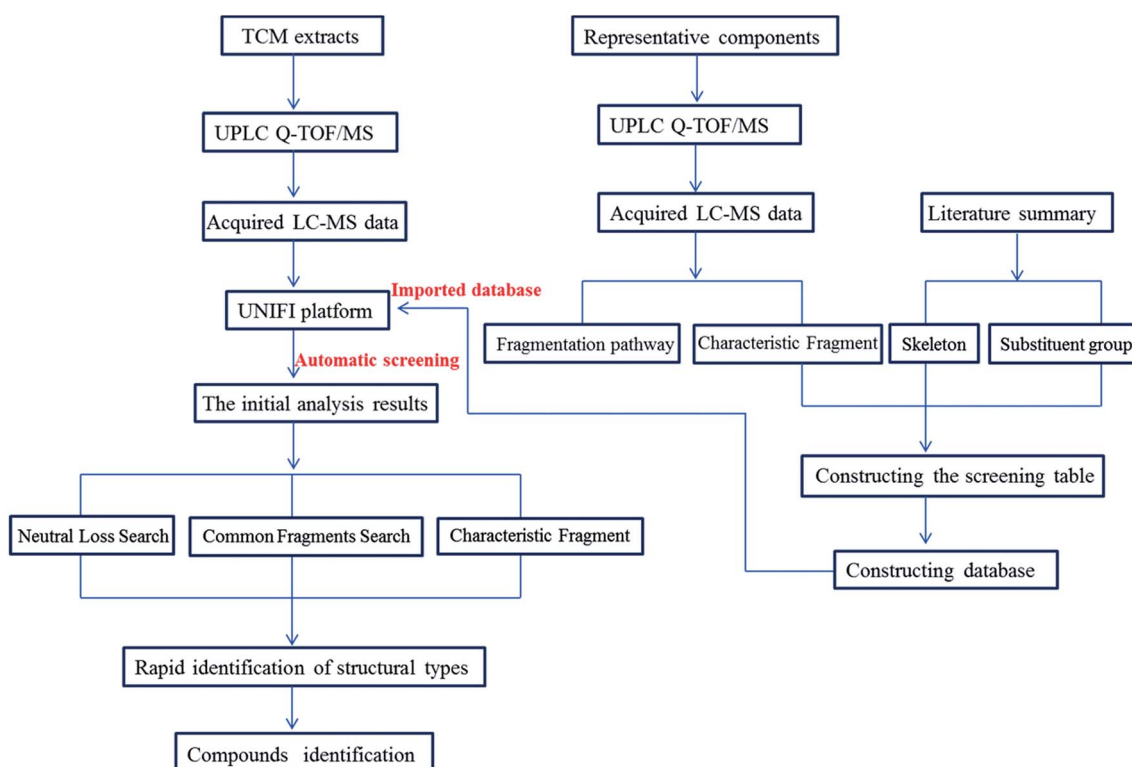 TCM extracts
UPLC Q-TOF/MS
Acquired LC-MS data
UNIFI platform
Imported database
Automatic screening
The initial analysis results
Neutral Loss Search
Common Fragments Search
Characteristic Fragment
Rapid identification of structural types
Compounds identification
Representative components
UPLC Q-TOF/MS
Acquired LC-MS data
Literature summary
Fragmentation pathway
Characteristic Fragment
Skeleton
Substituent group
Constructing the screening table
Constructing database